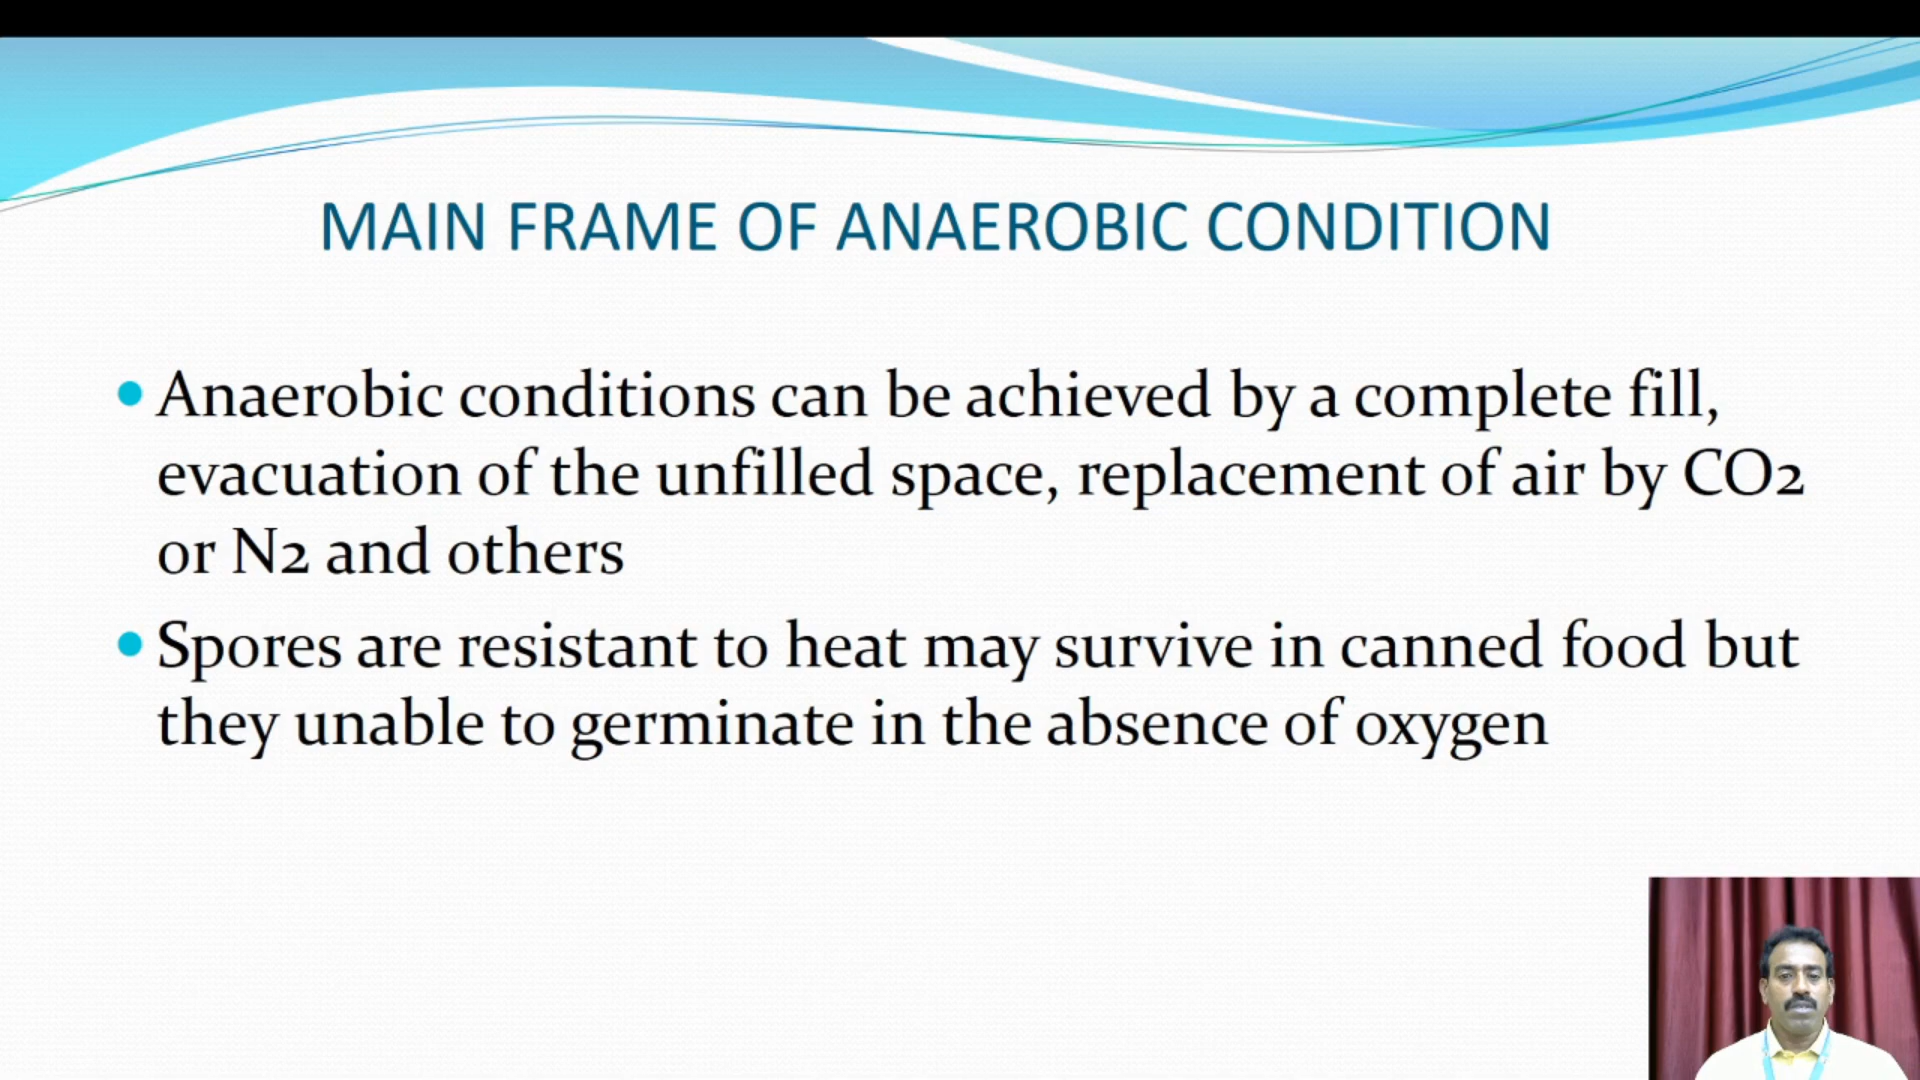 MAIN FRAME OF ANAEROBIC CONDITION
Anaerobic conditions can be achieved by a complete fill,
evacuation of the unfilled space, replacement of air by CO2
or N2 and others
Spores are resistant to heat may survive in canned food but
they unable to germinate in the absence of oxygen